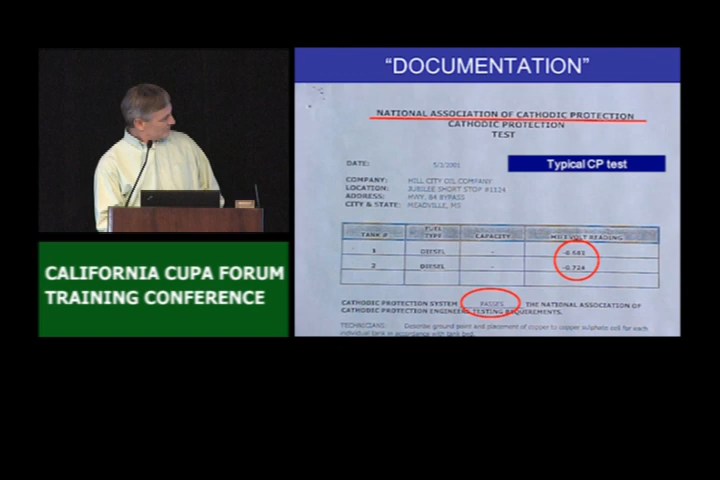 “DOCUMENTATION”
NATIONAL ASSOCIATION OF CATHODIC PROTECTION
CATHODIC PROTECTION
TEST
Typical CP test
DATE: 5/3/2001
COMPANY: HILL CITY OIL COMPANY
LOCATION: JUBILEE SHORT STOP #1124
ADDRESS: HWY. 84 BYPASS
CITY & STATE: MEADVILLE, MS
TANK # FUEL TYPE CAPACITY MILLIVOLT READING
1 DIESEL - -0.681
2 DIESEL - -0.724
CATHODIC PROTECTION SYSTEM PASSES THE NATIONAL ASSOCIATION OF
CATHODIC PROTECTION ENGINEERS TESTING REQUIREMENTS.
TECHNICIANS: Describe ground point and placement of copper to copper sulphate cell for each
individual tank in accordance with tank bed.
CALIFORNIA CUPA FORUM
TRAINING CONFERENCE